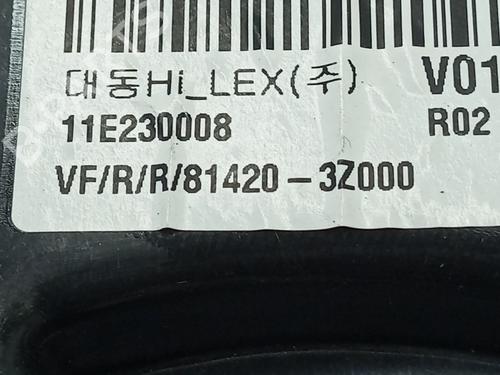 대동Hi_LEX(주) V01
11E230008 R02
VF/R/R/81420-3Z000